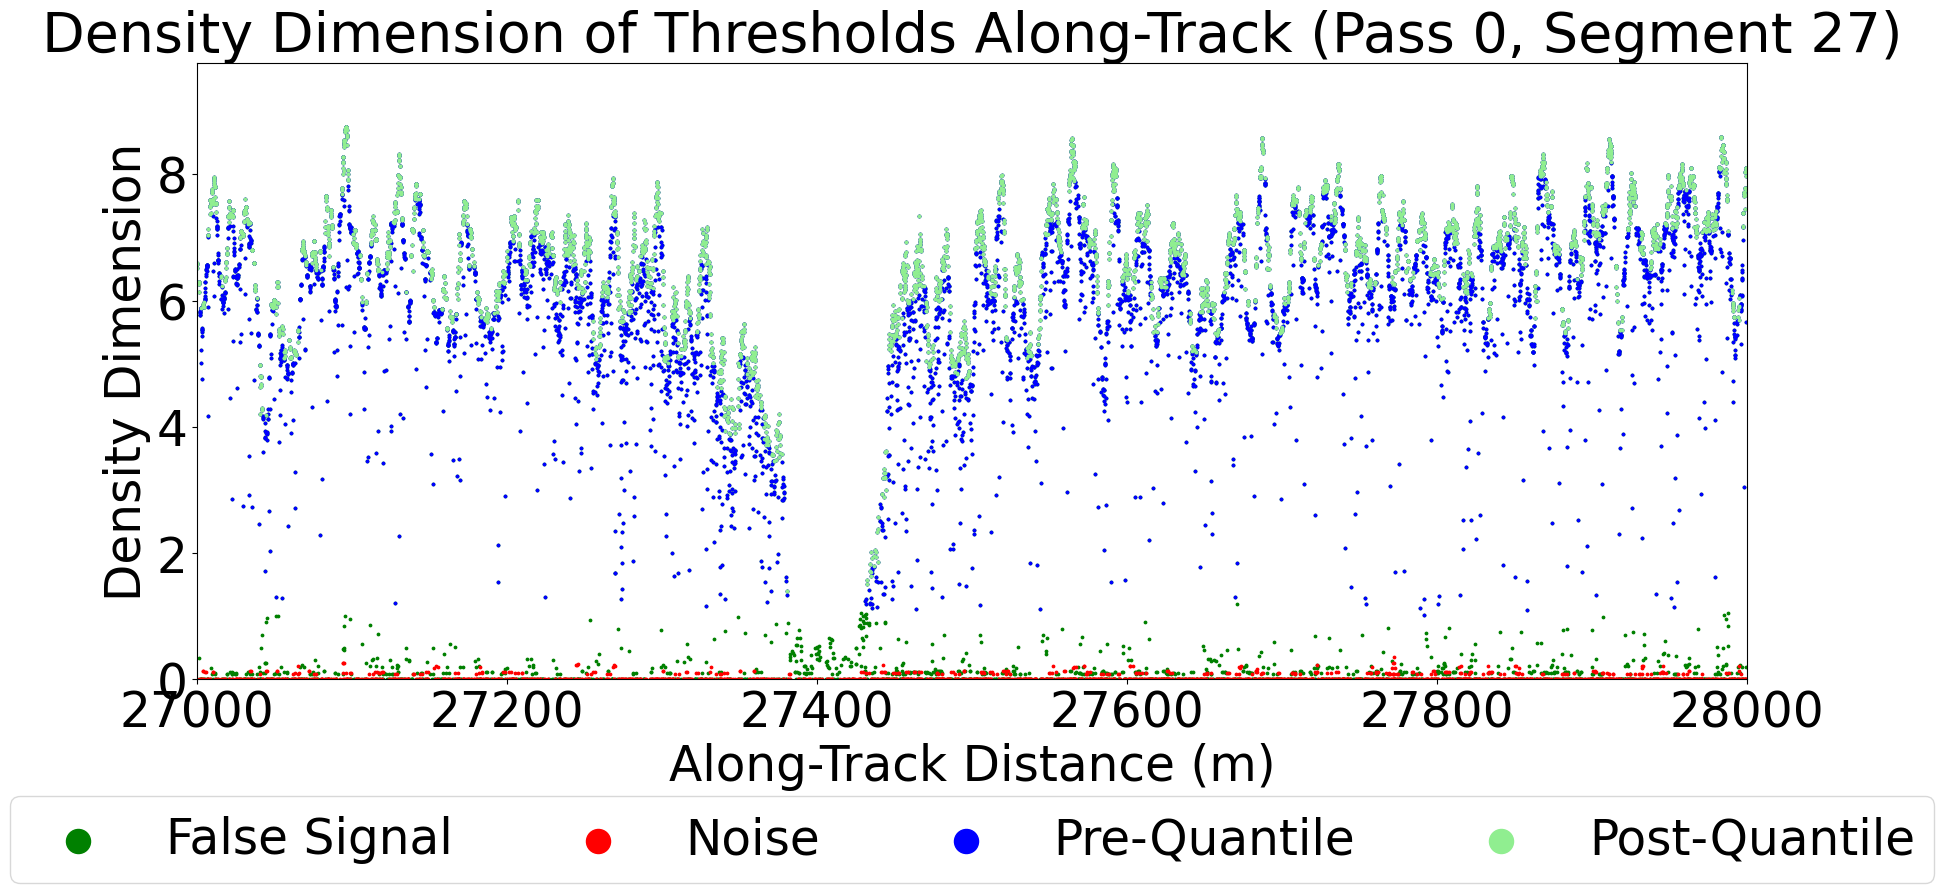 Density Dimension of Thresholds Along-Track (Pass 0, Segment 27)
Density Dimension
8
6
4
2
0
27000 27200 27400 27600 27800 28000
Along-Track Distance (m)
False Signal Noise Pre-Quantile Post-Quantile